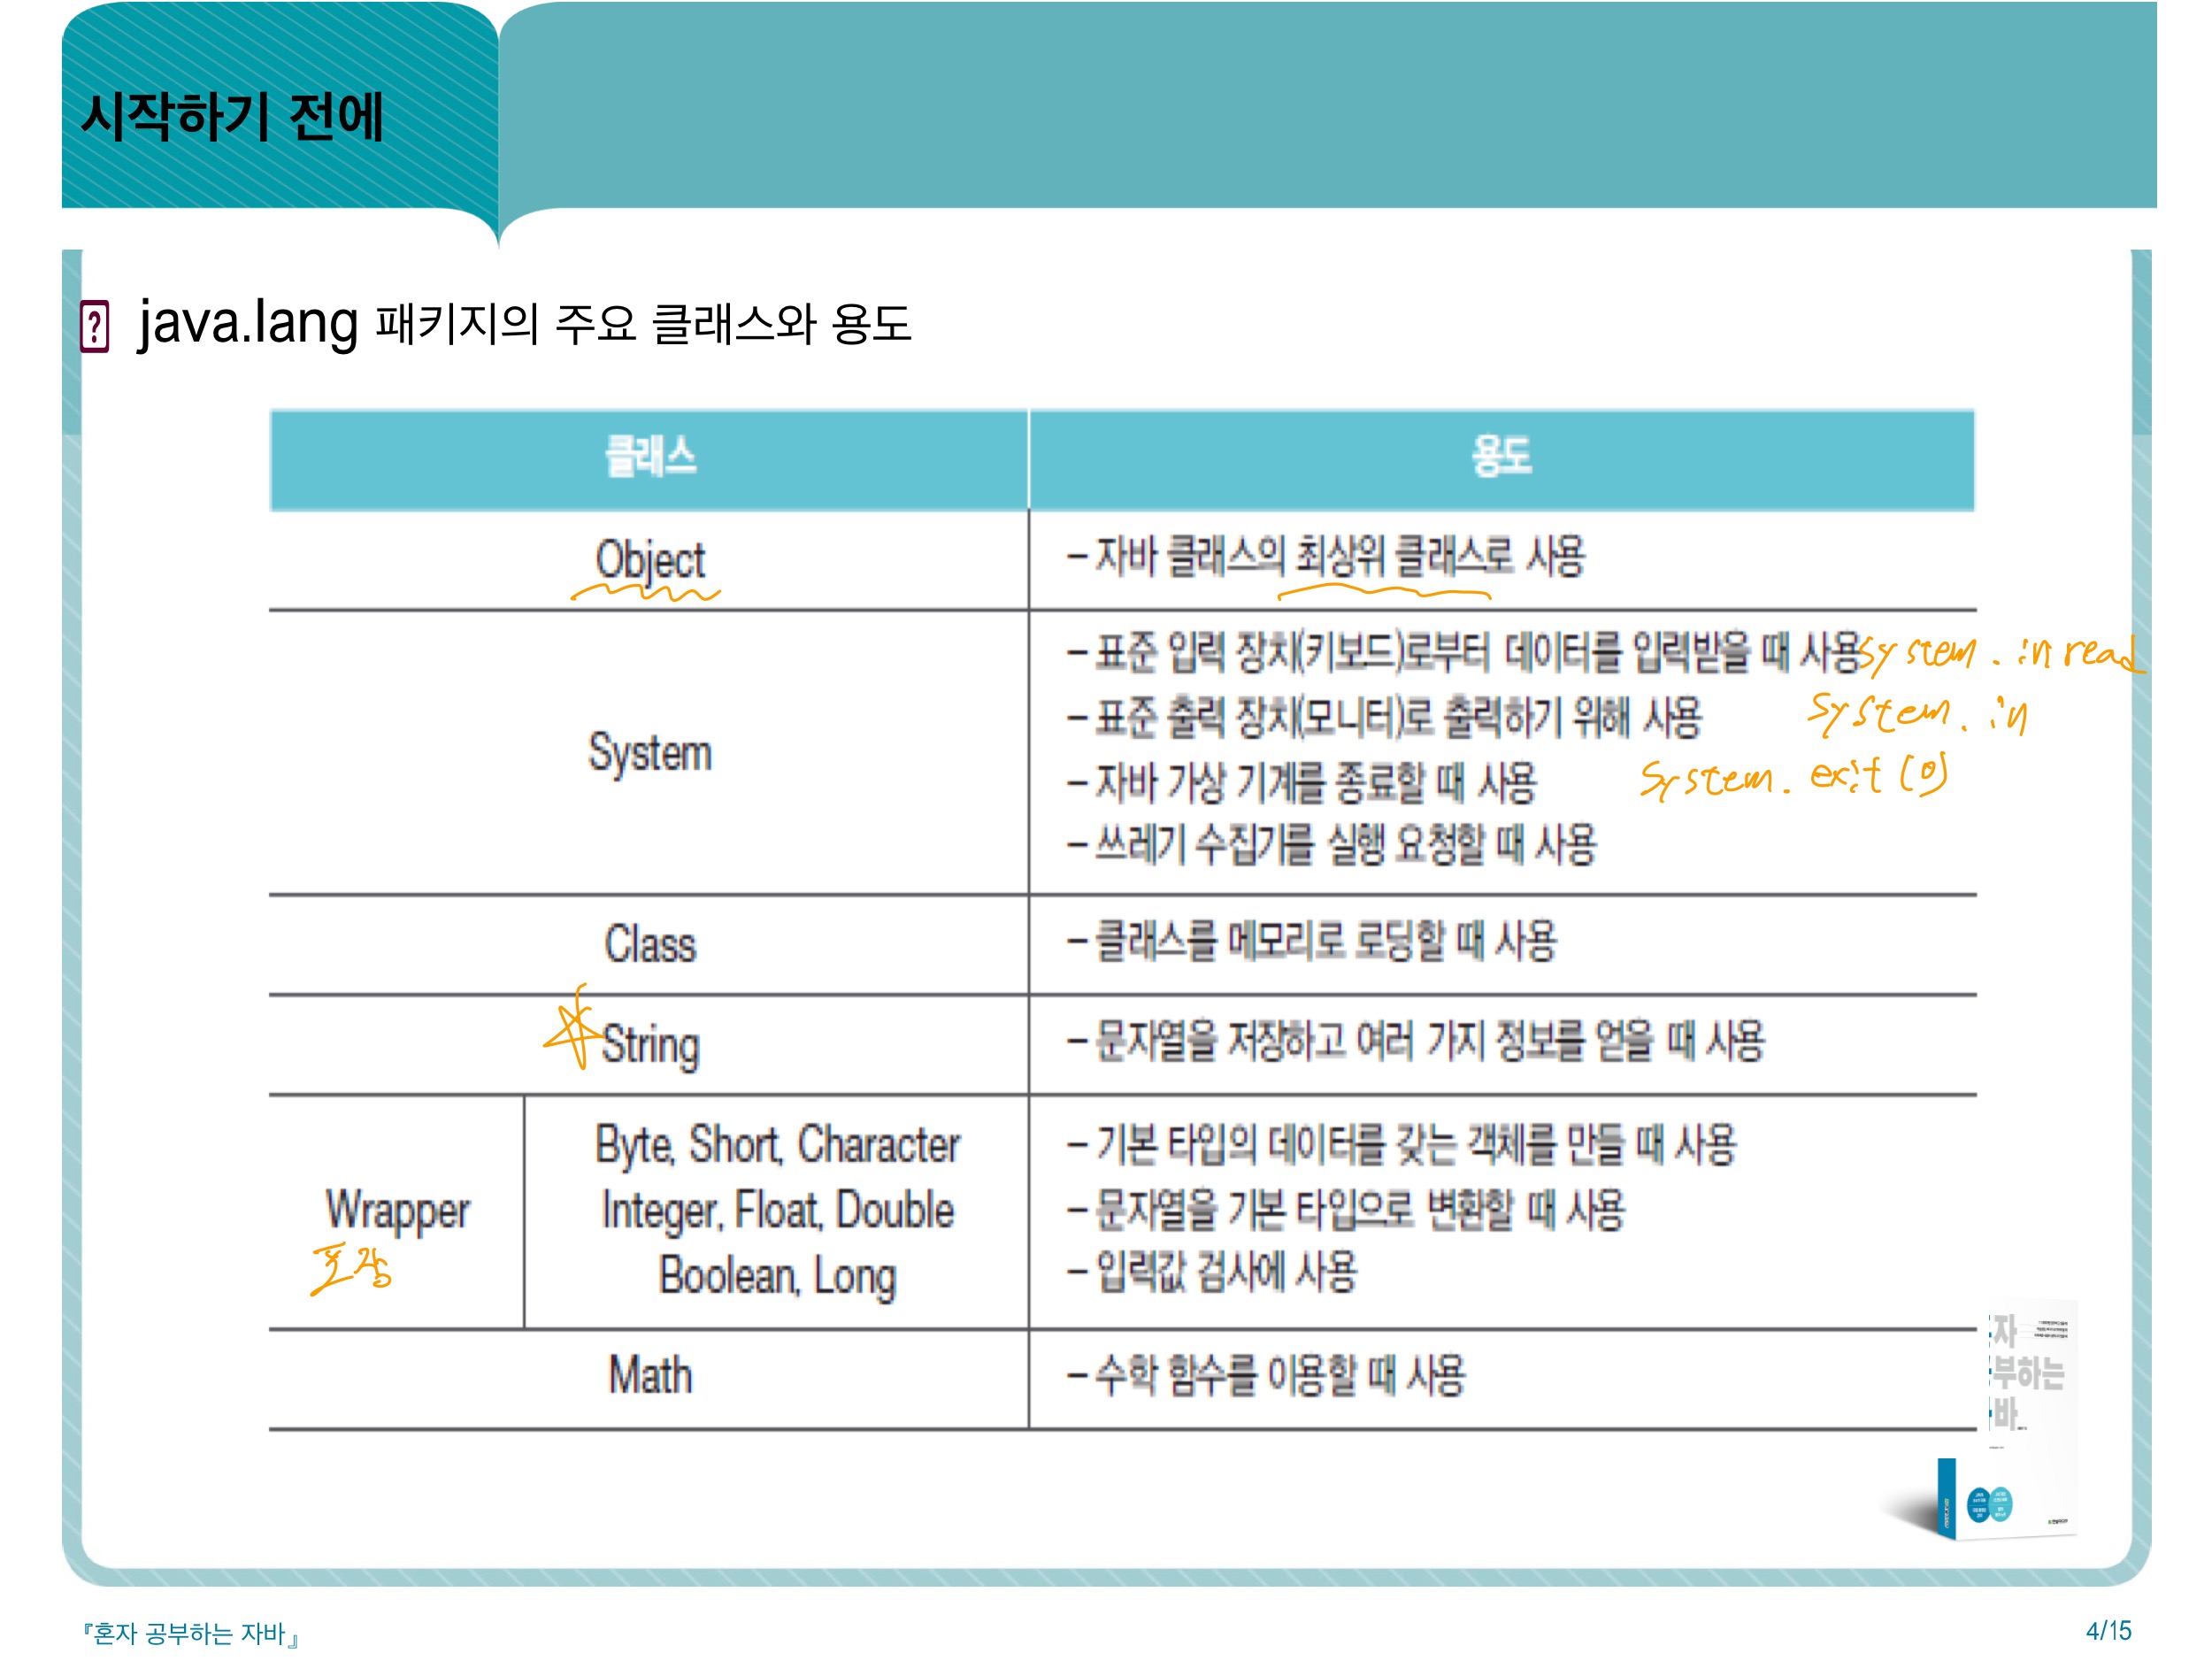 시작하기 전에
java.lang 패키지의 주요 클래스와 용도
클래스 용도
Object – 자바 클래스의 최상위 클래스로 사용
System
– 표준 입력 장치(키보드)로부터 데이터를 입력받을 때 사용 System . in read
– 표준 출력 장치(모니터)로 출력하기 위해 사용 System . in
– 자바 가상 기계를 종료할 때 사용 System . exit (0)
– 쓰레기 수집기를 실행 요청할 때 사용
Class – 클래스를 메모리로 로딩할 때 사용
String – 문자열을 저장하고 여러 가지 정보를 얻을 때 사용
Wrapper
포장
Byte, Short, Character
Integer, Float, Double
Boolean, Long
– 기본 타입의 데이터를 갖는 객체를 만들 때 사용
– 문자열을 기본 타입으로 변환할 때 사용
– 입력값 검사에 사용
Math – 수학 함수를 이용할 때 사용
자
부하는
바
『혼자 공부하는 자바』
4/15